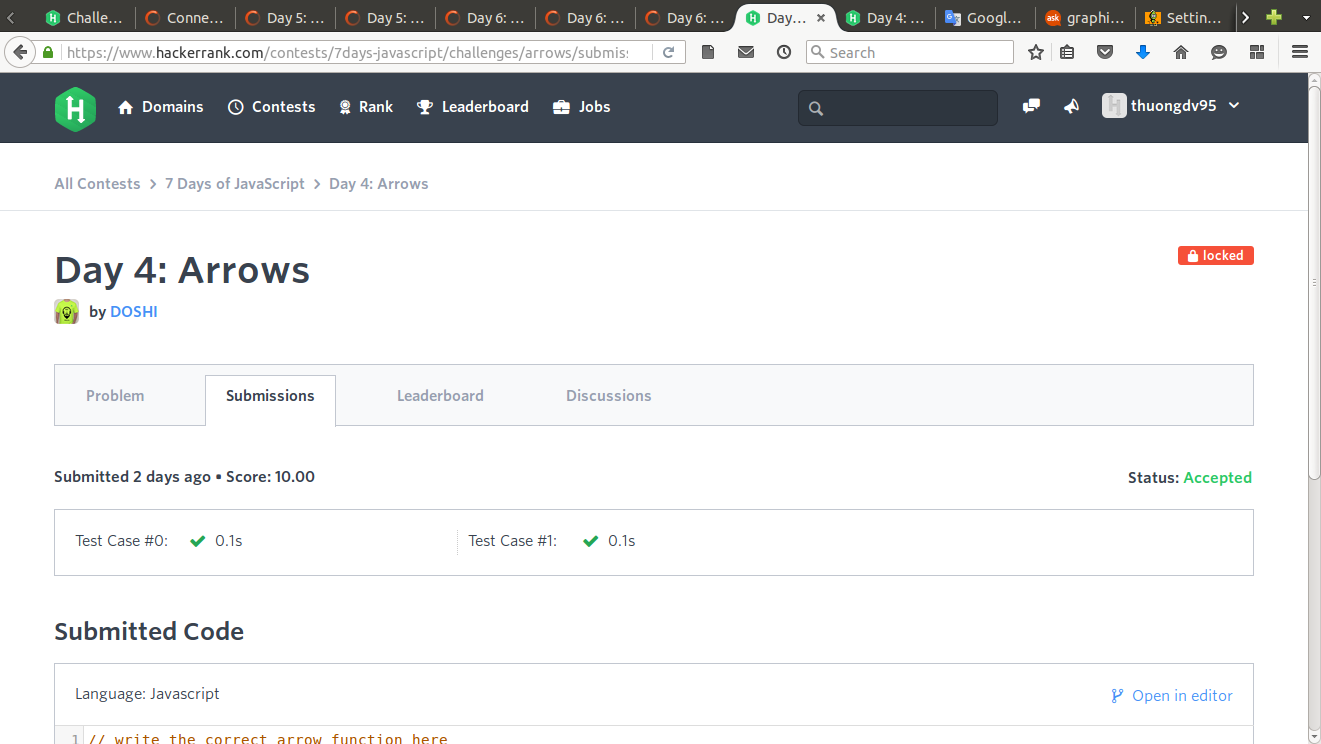 Challe... Conne... Day 5: ... Day 5: ... Day 6: ... Day 6: ... Day 6: ... Day... Day 4: ... Googl... ask graphi... Settin...
https://www.hackerrank.com/contests/7days-javascript/challenges/arrows/submis Search
H Domains Contests Rank Leaderboard Jobs H thuongdv95
All Contests > 7 Days of JavaScript > Day 4: Arrows
Day 4: Arrows locked
by DOSHI
Problem Submissions Leaderboard Discussions
Submitted 2 days ago • Score: 10.00 Status: Accepted
Test Case #0: 0.1s Test Case #1: 0.1s
Submitted Code
Language: Javascript Open in editor
1 // write the correct arrow function here